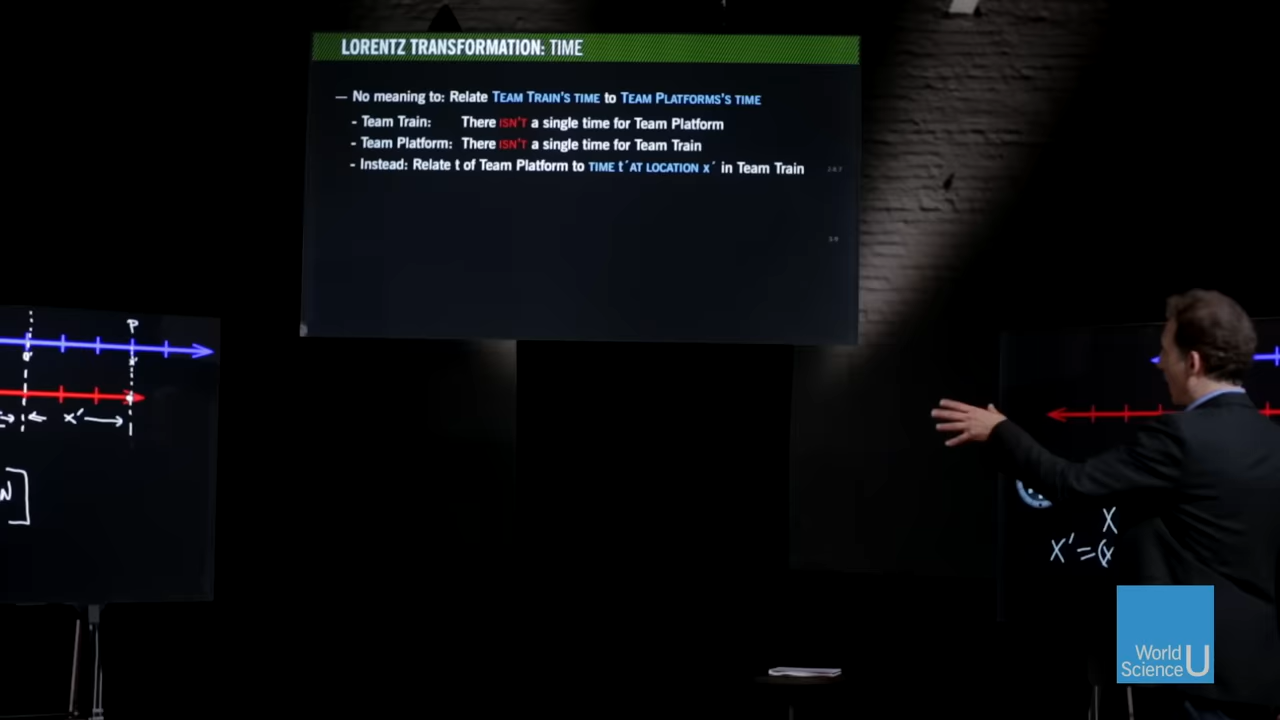 LORENTZ TRANSFORMATION: TIME
— No meaning to: Relate TEAM TRAIN'S TIME to TEAM PLATFORMS'S TIME
- Team Train: There ISN'T a single time for Team Platform
- Team Platform: There ISN'T a single time for Team Train
- Instead: Relate t of Team Platform to TIME t´ AT LOCATION x´ in Team Train
P
x'
x
x' = (x
World
Science U